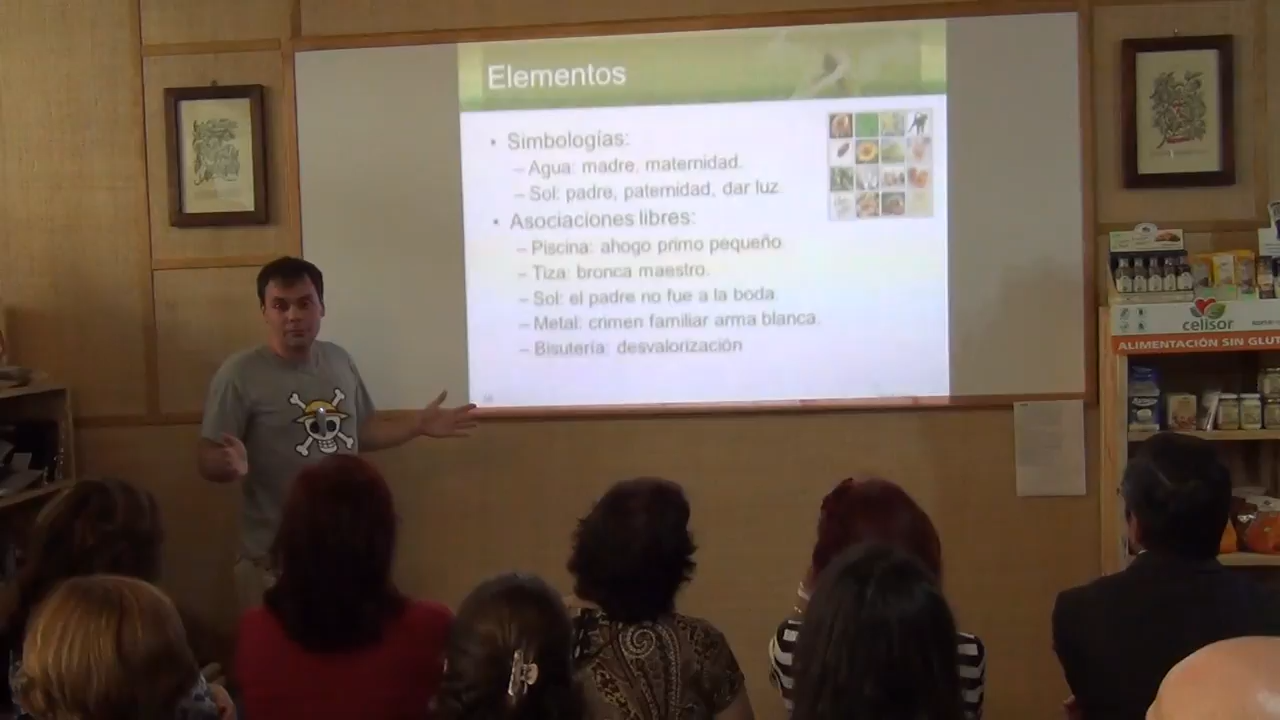 Elementos
• Simbologías:
– Agua: madre, maternidad.
– Sol: padre, paternidad, dar luz
• Asociaciones libres:
– Piscina: ahogo primo pequeño.
– Tiza: bronca maestro.
– Sol: el padre no fue a la boda.
– Metal: crimen familiar arma blanca.
– Bisutería: desvalorización
celisor
ALIMENTACIÓN SIN GLUT